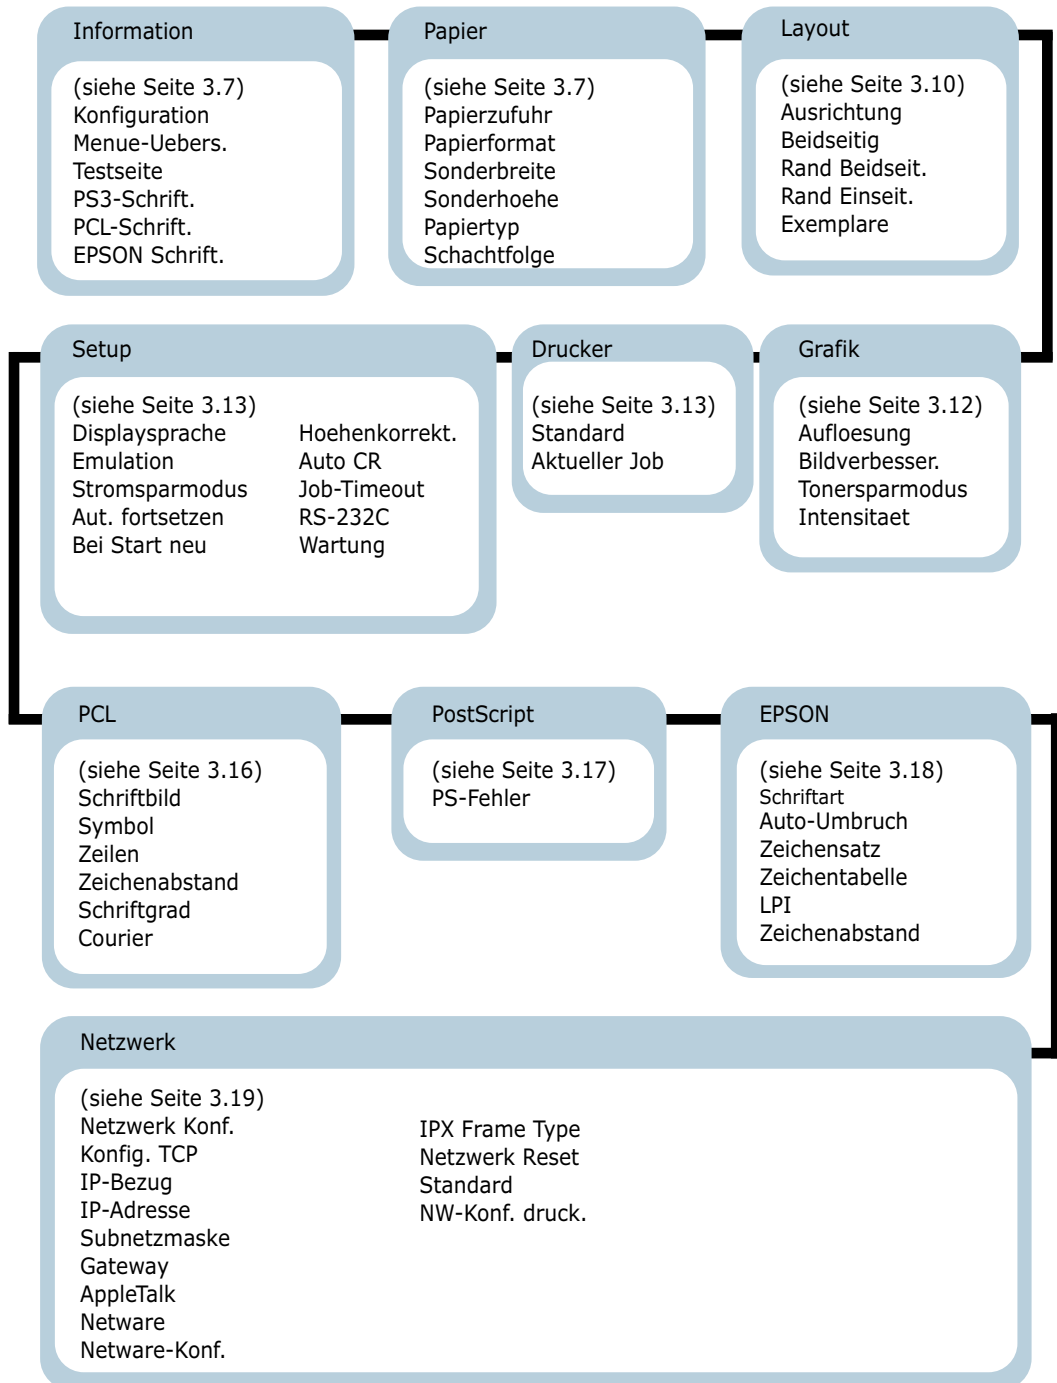 Information
(siehe Seite 3.7)
Konfiguration
Menue-Uebers.
Testseite
PS3-Schrift.
PCL-Schrift.
EPSON Schrift.
Papier
(siehe Seite 3.7)
Papierzufuhr
Papierformat
Sonderbreite
Sonderhoehe
Papiertyp
Schachtfolge
Layout
(siehe Seite 3.10)
Ausrichtung
Beidseitig
Rand Beidseit.
Rand Einseit.
Exemplare
Setup
(siehe Seite 3.13)
Displaysprache
Emulation
Stromsparmodus
Aut. fortsetzen
Bei Start neu
Hoehenkorrekt.
Auto CR
Job-Timeout
RS-232C
Wartung
Drucker
(siehe Seite 3.13)
Standard
Aktueller Job
Grafik
(siehe Seite 3.12)
Aufloesung
Bildverbesser.
Tonersparmodus
Intensitaet
PCL
(siehe Seite 3.16)
Schriftbild
Symbol
Zeilen
Zeichenabstand
Schriftgrad
Courier
PostScript
(siehe Seite 3.17)
PS-Fehler
EPSON
(siehe Seite 3.18)
Schriftart
Auto-Umbruch
Zeichensatz
Zeichentabelle
LPI
Zeichenabstand
Netzwerk
(siehe Seite 3.19)
Netzwerk Konf.
Konfig. TCP
IP-Bezug
IP-Adresse
Subnetzmaske
Gateway
AppleTalk
Netware
Netware-Konf.
IPX Frame Type
Netzwerk Reset
Standard
NW-Konf. druck.